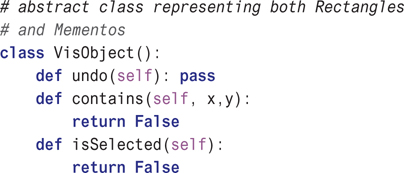 # abstract class representing both Rectangles
# and Mementos
class VisObject():
    def undo(self): pass
    def contains(self, x,y):
        return False
    def isSelected(self):
        return False